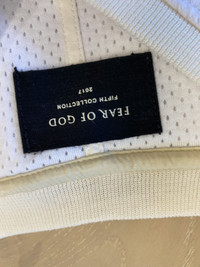 FEAR OF GOD
FIFTH COLLECTION
2017